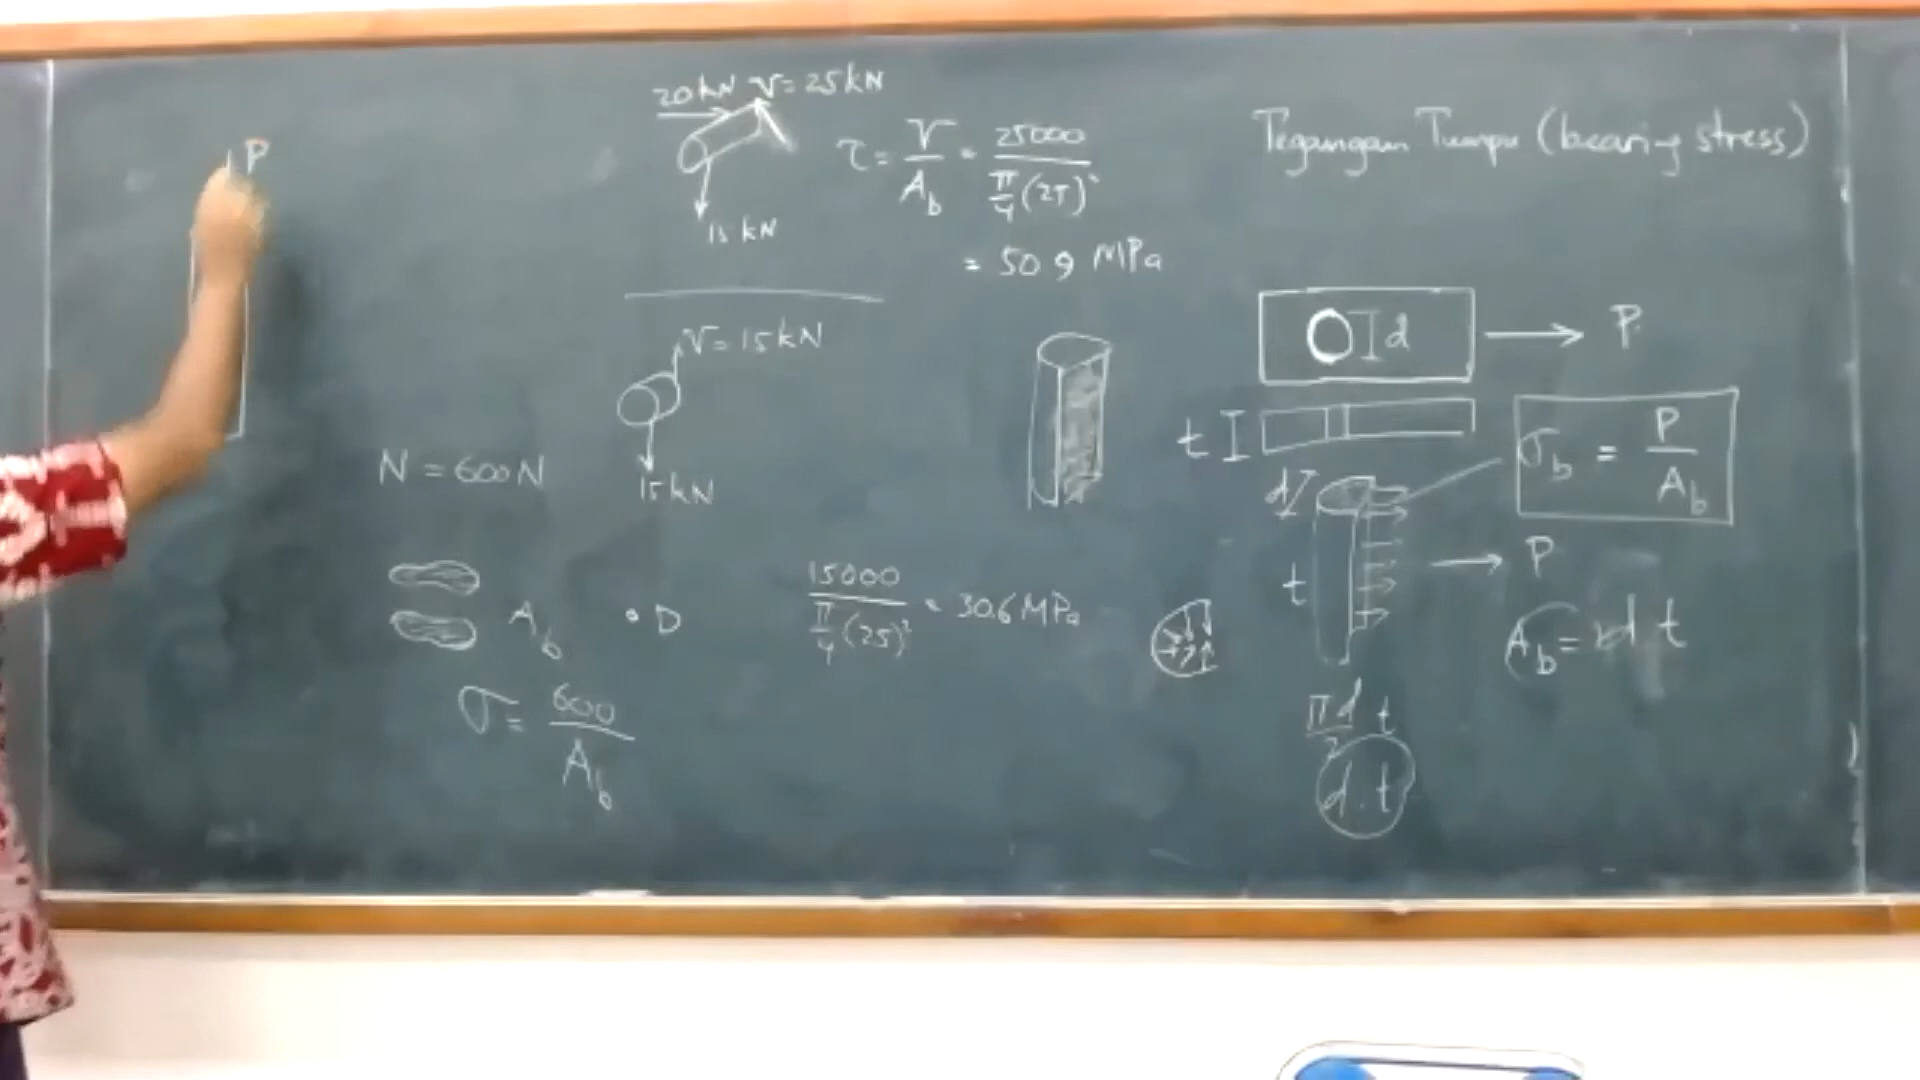 P
20 kN V = 25 kN
15 kN
τ = V / A_b = 25000 / π/4 (25)²
= 50.9 MPa
V = 15 kN
15 kN
N = 600 N
A_b
• D
σ = 600 / A_b
15000 / π/4 (25)² = 30.6 MPa
Tegangan Tumpu (bearing stress)
d
P
t
σ_b = P / A_b
d
t
P
A_b = d t
πd/2 t
d . t